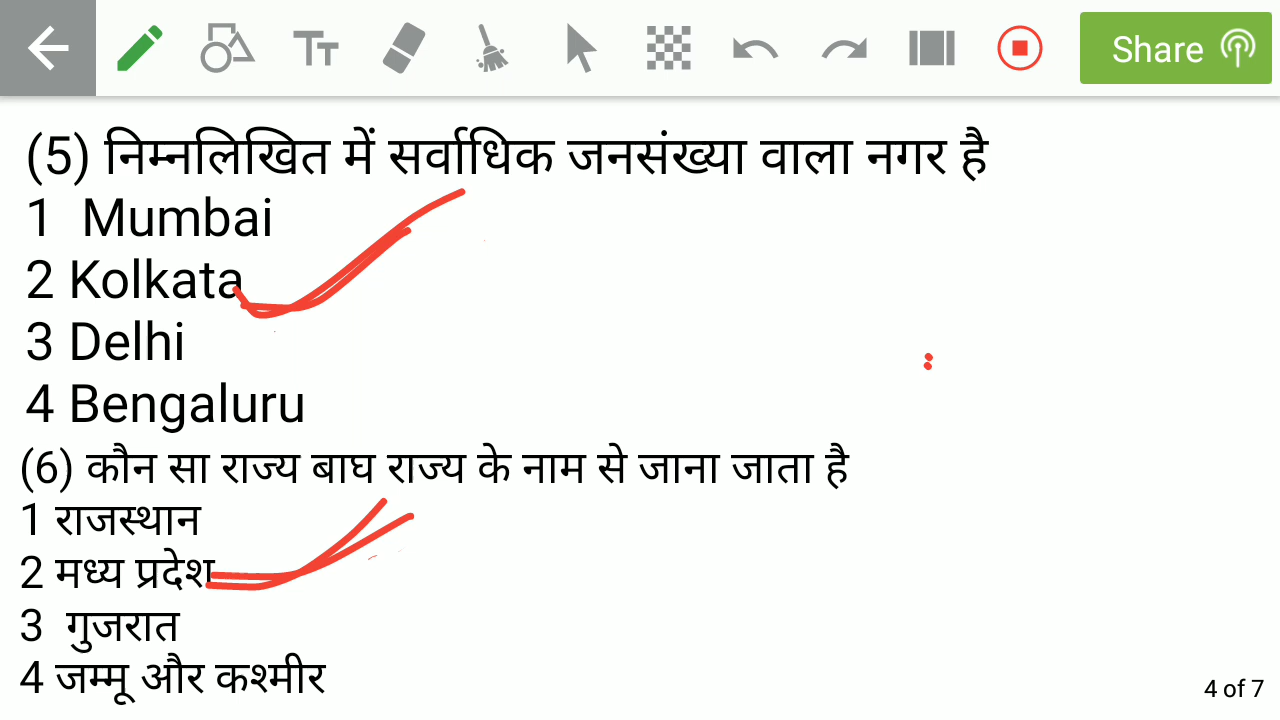 Share
(5) निम्नलिखित में सर्वाधिक जनसंख्या वाला नगर है
1 Mumbai
2 Kolkata
3 Delhi
4 Bengaluru
(6) कौन सा राज्य बाघ राज्य के नाम से जाना जाता है
1 राजस्थान
2 मध्य प्रदेश
3 गुजरात
4 जम्मू और कश्मीर
4 of 7